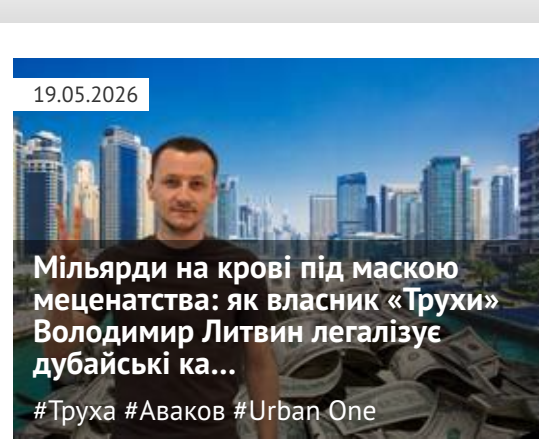 19.05.2026
Мільярди на крові під маскою
меценатства: як власник «Трухи»
Володимир Литвин легалізує
дубайські ка...
#Труха #Аваков #Urban One